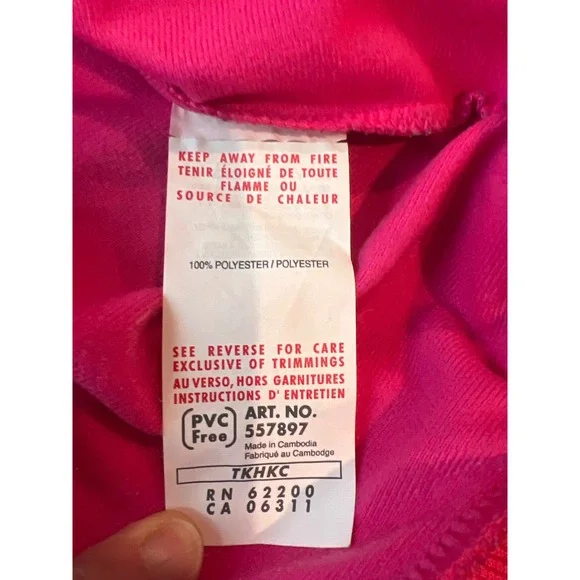 KEEP AWAY FROM FIRE
TENIR ÉLOIGNÉ DE TOUTE
FLAMME OU
SOURCE DE CHALEUR
100% POLYESTER / POLYESTER
SEE REVERSE FOR CARE
EXCLUSIVE OF TRIMMINGS
AU VERSO, HORS GARNITURES
INSTRUCTIONS D' ENTRETIEN
PVC Free
ART. NO.
557897
Made in Cambodia
Fabriqué au Cambodge
TKHKC
RN 62200
CA 06311